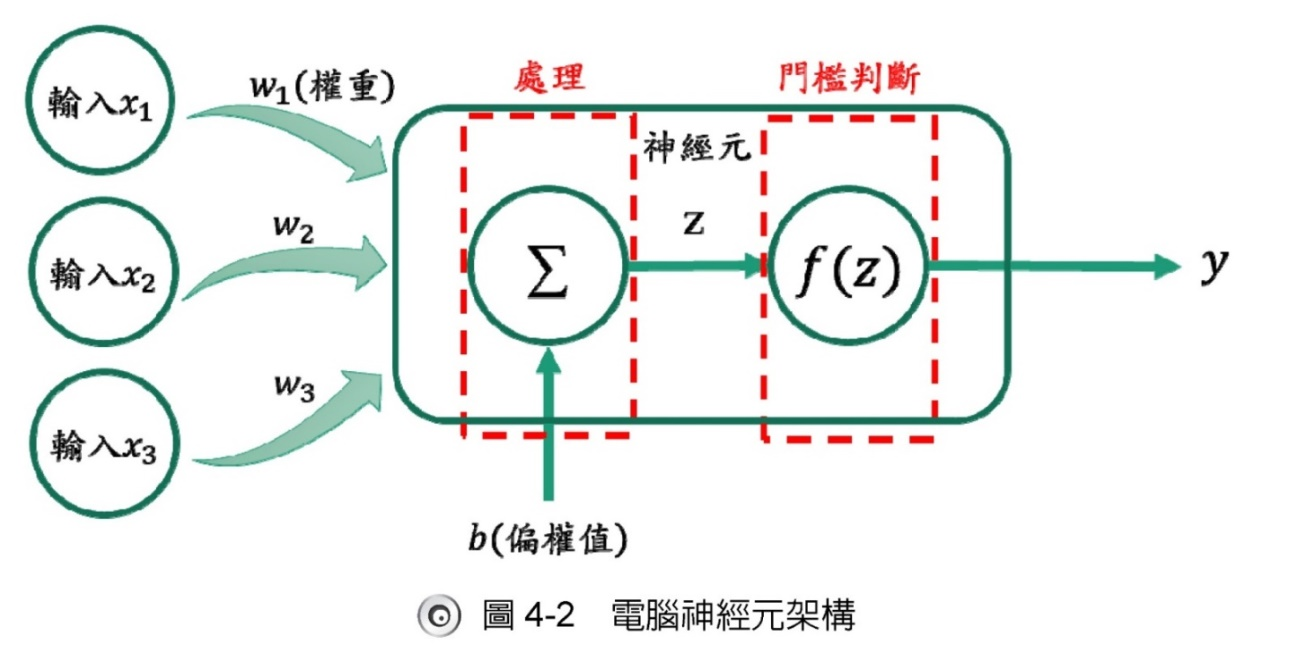 輸入x₁
w₁(權重)
處理
門檻判斷
神經元
輸入x₂
w₂
∑
z
f(z)
y
輸入x₃
w₃
b(偏權值)
圖 4-2 電腦神經元架構